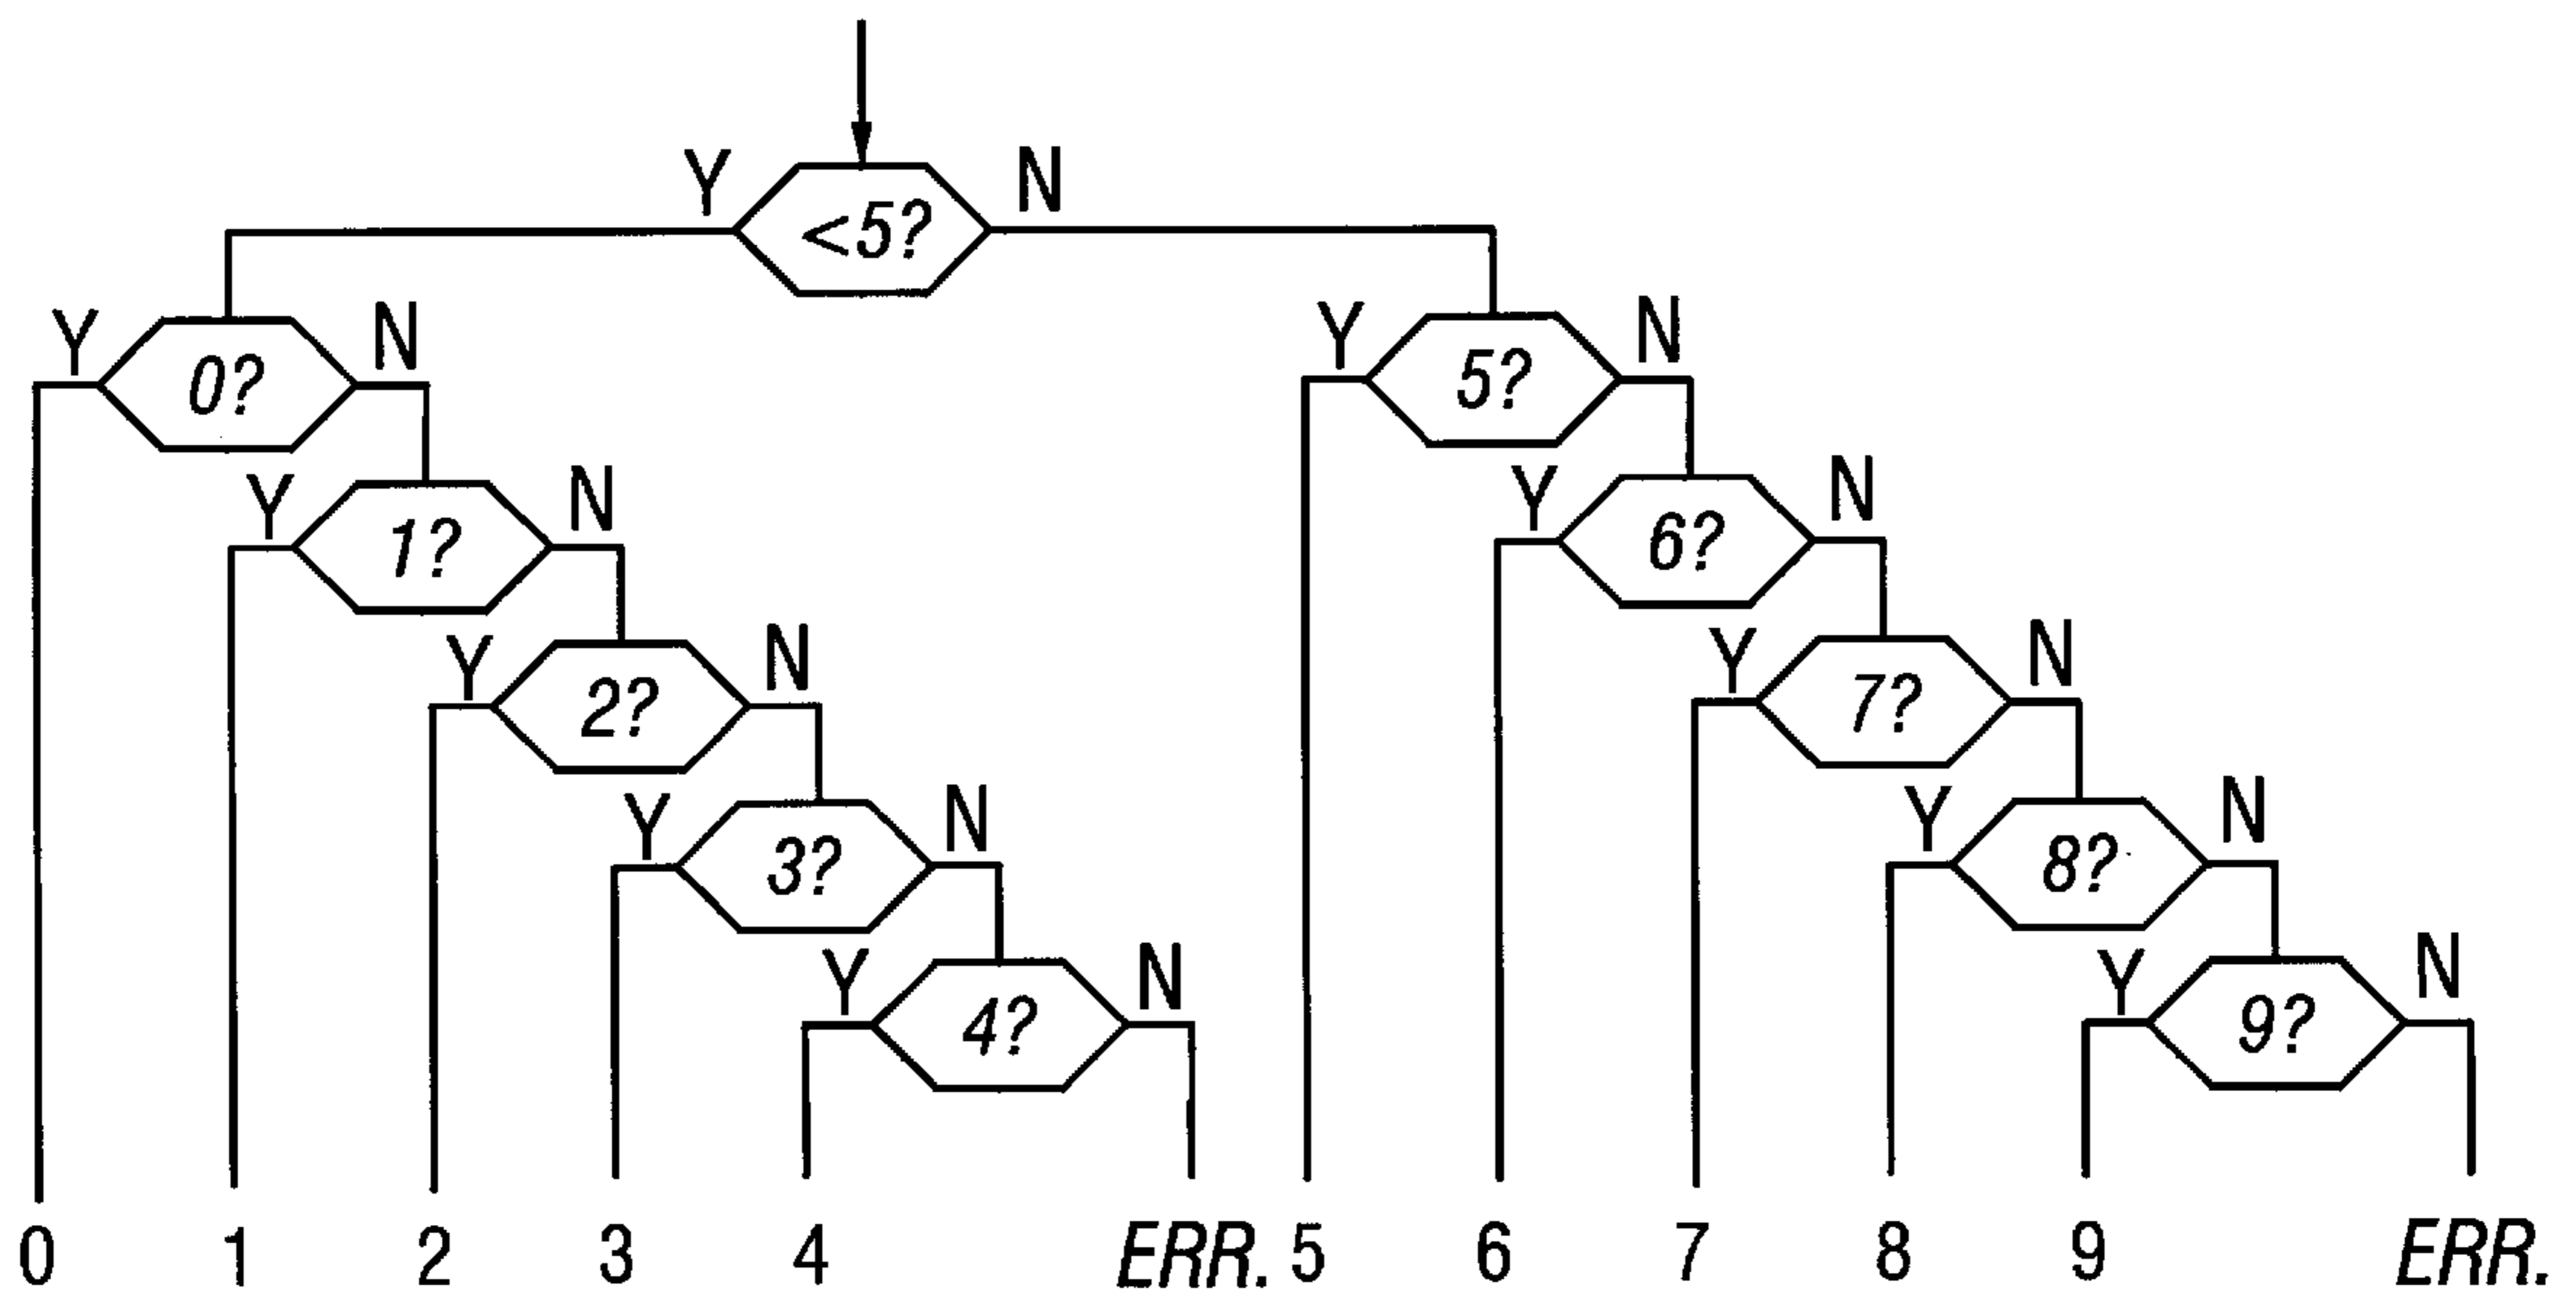 Y <5? N
Y 0? N Y 5? N
Y 1? N Y 6? N
Y 2? N Y 7? N
Y 3? N Y 8? N
Y 4? N Y 9? N
0 1 2 3 4 ERR. 5 6 7 8 9 ERR.